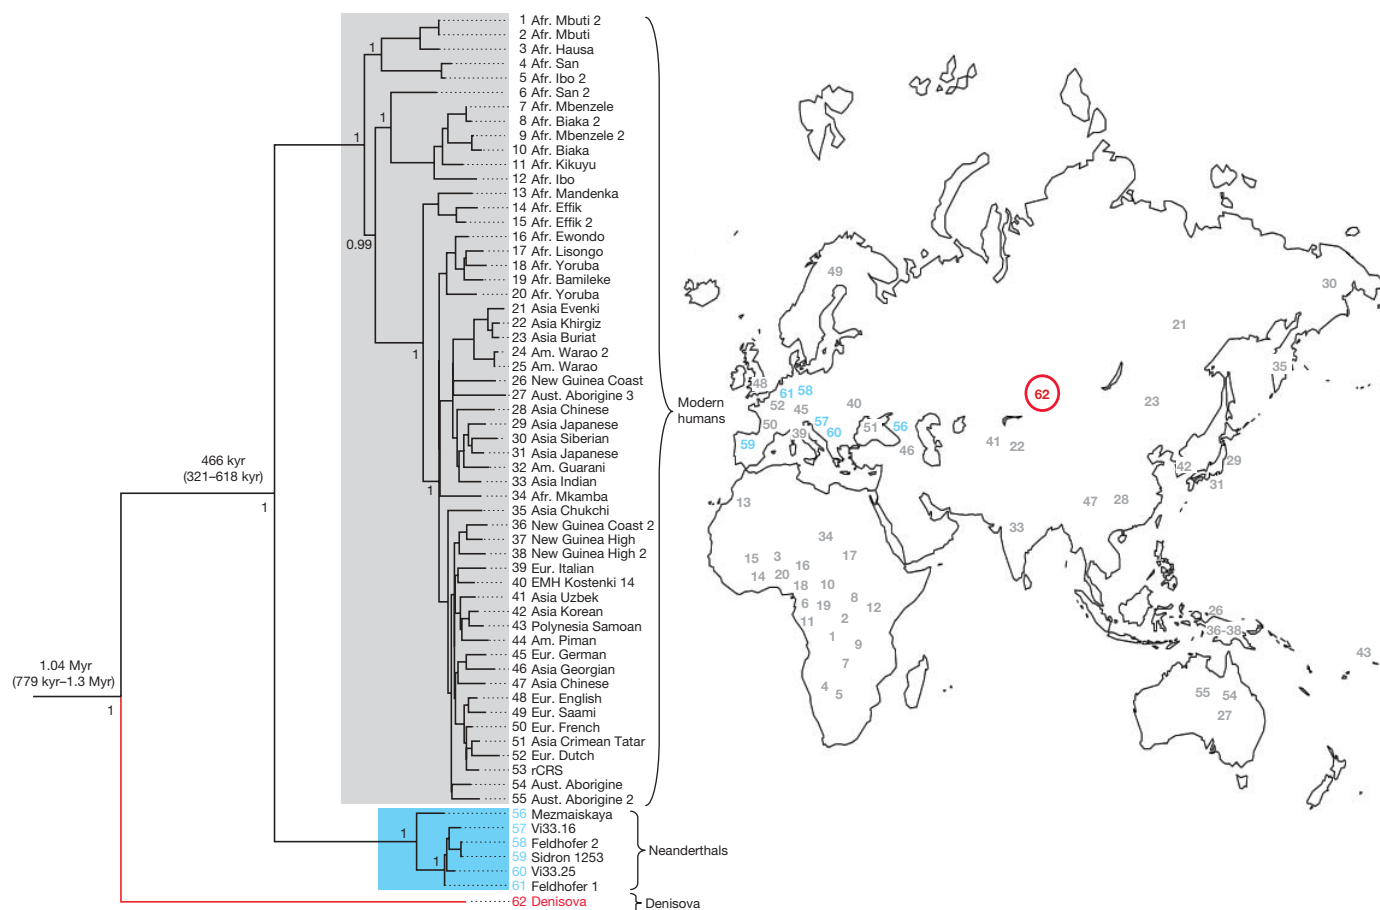 1 Afr. Mbuti 2
2 Afr. Mbuti
3 Afr. Hausa
4 Afr. San
5 Afr. Ibo 2
6 Afr. San 2
7 Afr. Mbenzele
8 Afr. Biaka 2
9 Afr. Mbenzele 2
10 Afr. Biaka
11 Afr. Kikuyu
12 Afr. Ibo
13 Afr. Mandenka
14 Afr. Effik
15 Afr. Effik 2
16 Afr. Ewondo
17 Afr. Lisongo
18 Afr. Yoruba
19 Afr. Bamileke
20 Afr. Yoruba
21 Asia Evenki
22 Asia Khirgiz
23 Asia Buriat
24 Am. Warao 2
25 Am. Warao
26 New Guinea Coast
27 Aust. Aborigine 3
28 Asia Chinese
29 Asia Japanese
30 Asia Siberian
31 Asia Japanese
32 Am. Guarani
33 Asia Indian
34 Afr. Mkamba
35 Asia Chukchi
36 New Guinea Coast 2
37 New Guinea High
38 New Guinea High 2
39 Eur. Italian
40 EMH Kostenki 14
41 Asia Uzbek
42 Asia Korean
43 Polynesia Samoan
44 Am. Piman
45 Eur. German
46 Asia Georgian
47 Asia Chinese
48 Eur. English
49 Eur. Saami
50 Eur. French
51 Asia Crimean Tatar
52 Eur. Dutch
53 rCRS
54 Aust. Aborigine
55 Aust. Aborigine 2
56 Mezmaiskaya
57 Vi33.16
58 Feldhofer 2
59 Sidron 1253
60 Vi33.25
61 Feldhofer 1
62 Denisova
Modern
humans
Neanderthals
Denisova
1
1
1
0.99
1
1
466 kyr
(321–618 kyr)
1
1.04 Myr
(779 kyr–1.3 Myr)
1
1
1
49
30
21
35
48
61
58
62
52
45
40
23
50
57
39
60
51
56
59
46
41
22
42
29
31
13
47
28
33
34
15
3
17
16
14
20
18
10
8
6
19
12
11
2
26
36-38
1
9
43
7
4
5
55
54
27